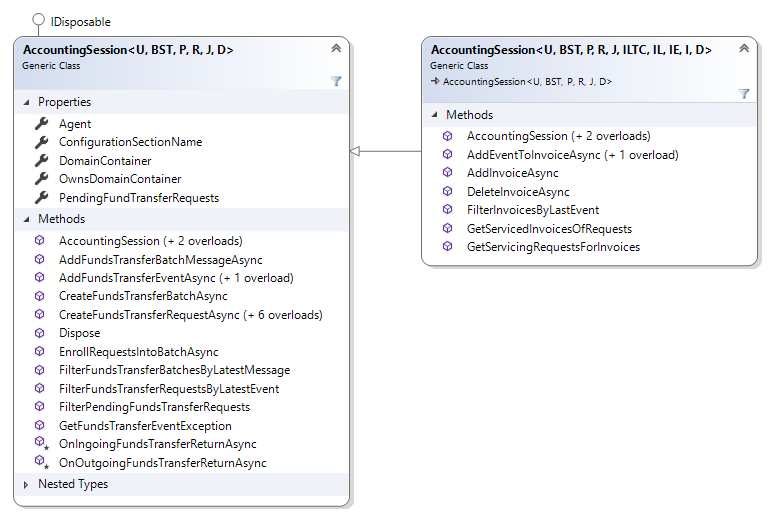 IDisposable
AccountingSession<U, BST, P, R, J, D>
Generic Class
Properties
Agent
ConfigurationSectionName
DomainContainer
OwnsDomainContainer
PendingFundTransferRequests
Methods
AccountingSession (+ 2 overloads)
AddFundsTransferBatchMessageAsync
AddFundsTransferEventAsync (+ 1 overload)
CreateFundsTransferBatchAsync
CreateFundsTransferRequestAsync (+ 6 overloads)
Dispose
EnrollRequestsIntoBatchAsync
FilterFundsTransferBatchesByLatestMessage
FilterFundsTransferRequestsByLatestEvent
FilterPendingFundsTransferRequests
GetFundsTransferEventException
OnIngoingFundsTransferReturnAsync
OnOutgoingFundsTransferReturnAsync
Nested Types
AccountingSession<U, BST, P, R, J, ILTC, IL, IE, I, D>
Generic Class
AccountingSession<U, BST, P, R, J, D>
Methods
AccountingSession (+ 2 overloads)
AddEventToInvoiceAsync (+ 1 overload)
AddInvoiceAsync
DeleteInvoiceAsync
FilterInvoicesByLastEvent
GetServicedInvoicesOfRequests
GetServicingRequestsForInvoices